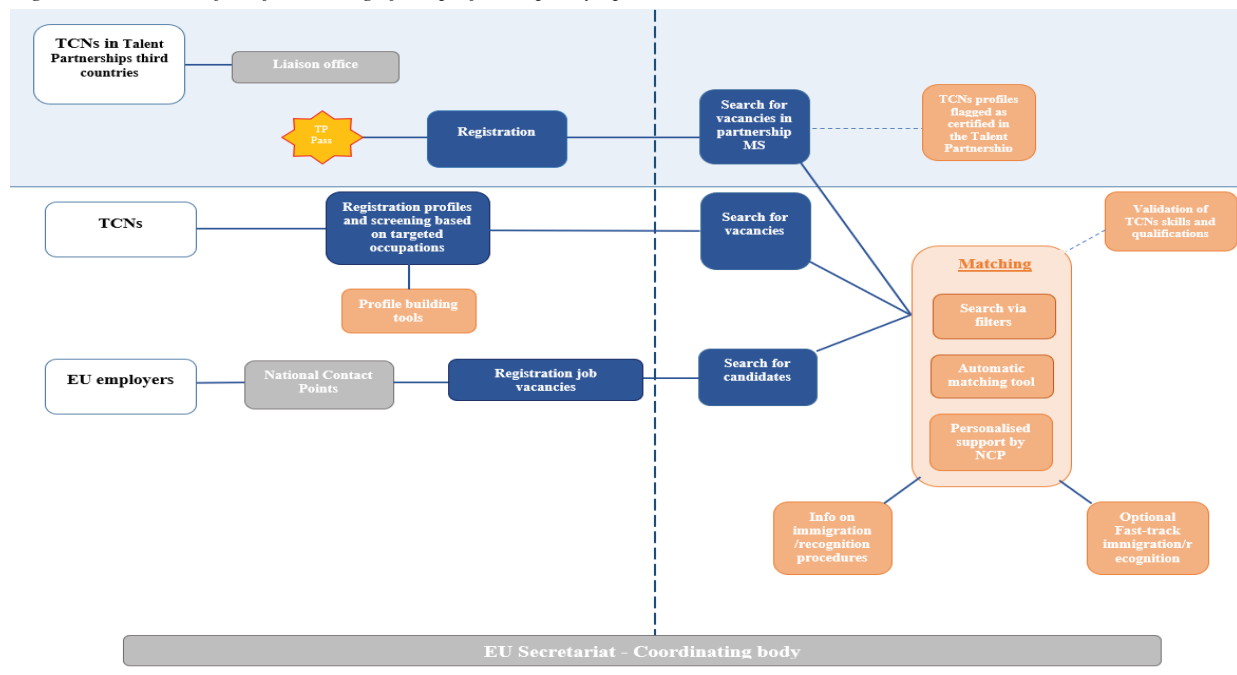 TCNs in Talent
Partnerships third
countries
Liaison office
TP
Pass
Registration
Search for
vacancies in
partnership
MS
TCNs profiles
flagged as
certified in
the Talent
Partnership
TCNs
Registration profiles
and screening based
on targeted
occupations
Profile building
tools
Search for
vacancies
Validation of
TCNs skills and
qualifications
Matching
Search via
filters
Automatic
matching tool
Personalised
support by
NCP
EU employers
National Contact
Points
Registration job
vacancies
Search for
candidates
Info on
immigration
/recognition
procedures
Optional
Fast-track
immigration/r
ecognition
EU Secretariat - Coordinating body